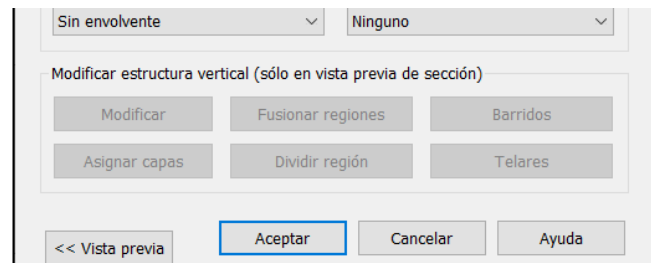 Sin envolvente Ninguno
Modificar estructura vertical (sólo en vista previa de sección)
Modificar Fusionar regiones Barridos
Asignar capas Dividir región Telares
<< Vista previa Aceptar Cancelar Ayuda